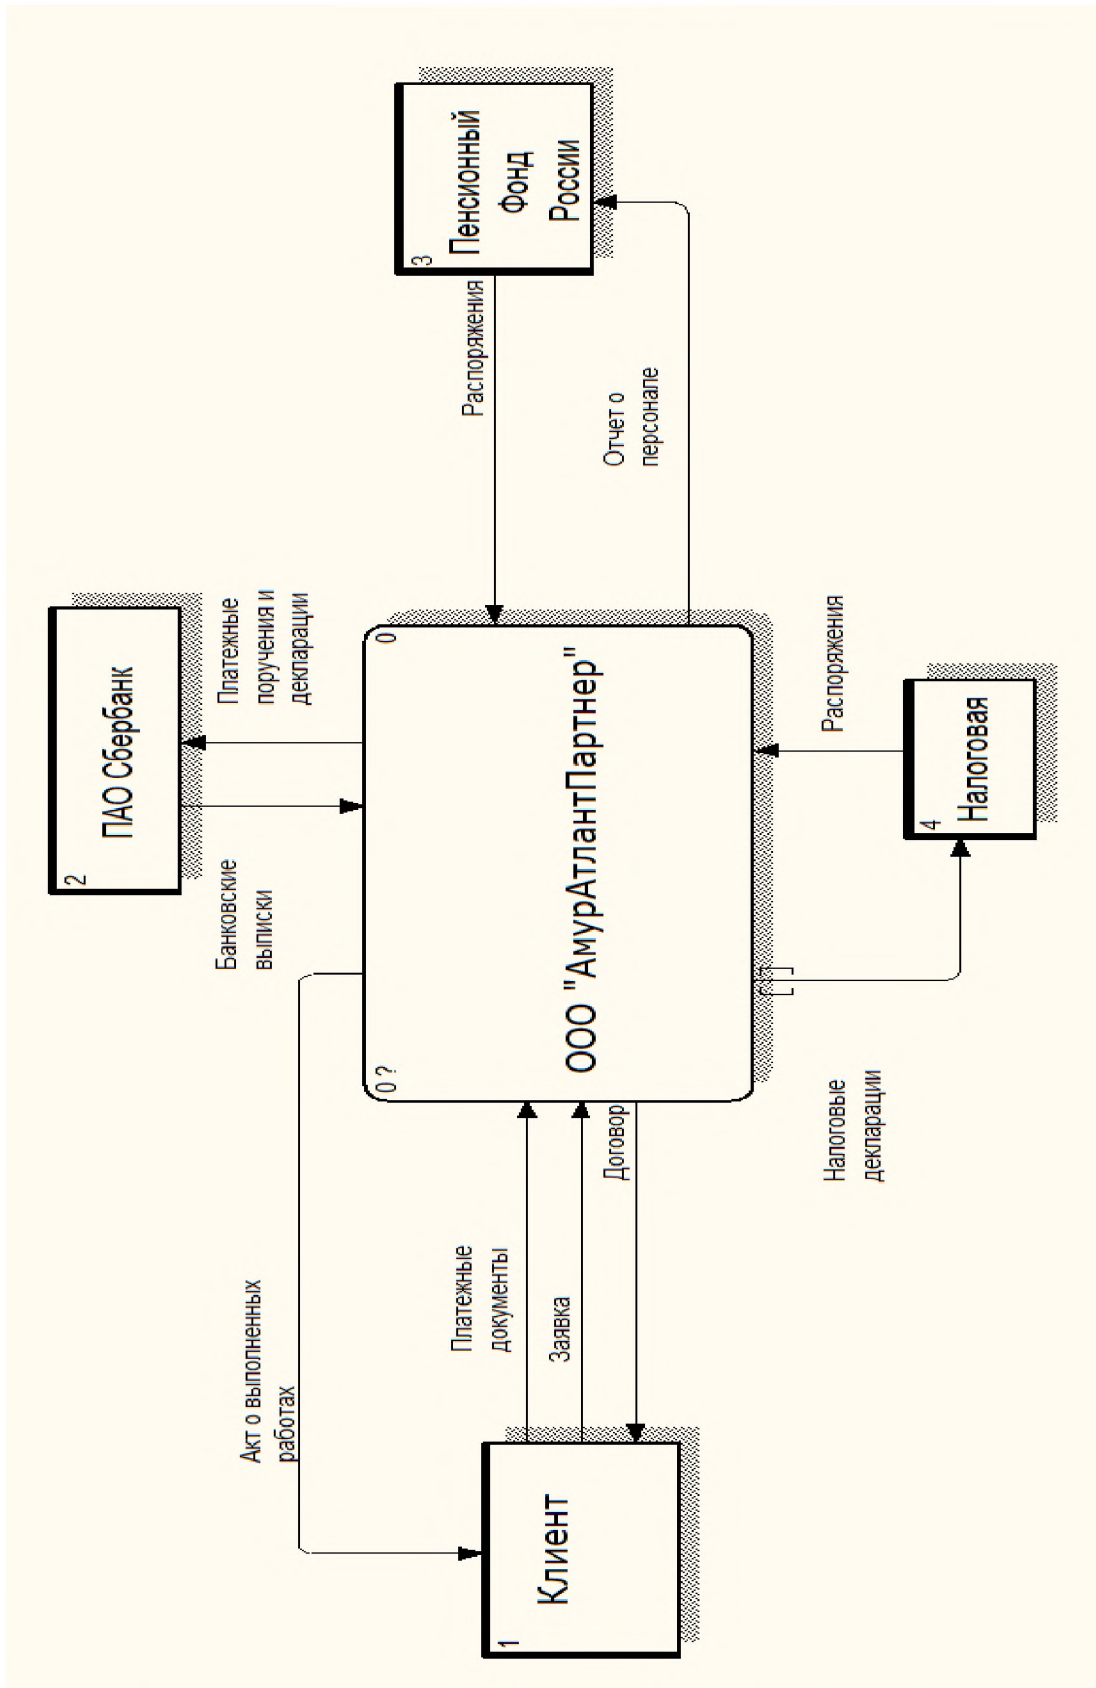 2
ПАО Сбербанк
Банковские
выписки
Платежные
поручения и
декларации
Акт о выполненных
работах
1
Клиент
Платежные
документы
Заявка
Договор
0 ?
0
ООО "АмурАтлантПартнер"
Распоряжения
3
Пенсионный
Фонд
России
Отчет о
персонале
Налоговые
декларации
Распоряжения
4
Налоговая